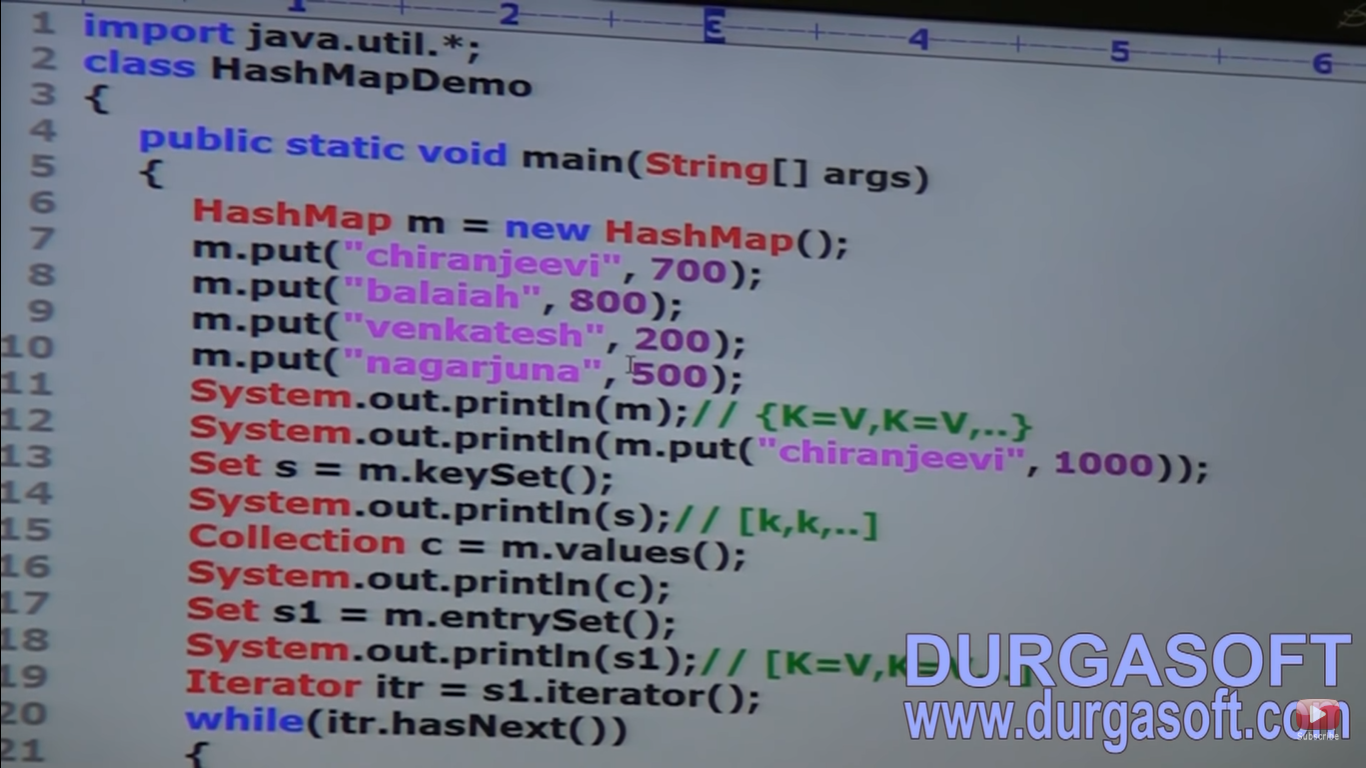 1 2 3 4 5 6
1 import java.util.*;
2 class HashMapDemo
3 {
4 public static void main(String[] args)
5 {
6 HashMap m = new HashMap();
7 m.put("chiranjeevi", 700);
8 m.put("balaiah", 800);
9 m.put("venkatesh", 200);
10 m.put("nagarjuna", 500);
11 System.out.println(m);// {K=V,K=V,..}
12 System.out.println(m.put("chiranjeevi", 1000));
13 Set s = m.keySet();
14 System.out.println(s);// [k,k,..]
15 Collection c = m.values();
16 System.out.println(c);
17 Set s1 = m.entrySet();
18 System.out.println(s1);// [K=V,K=V,..]
19 Iterator itr = s1.iterator();
20 while(itr.hasNext())
21 {
DURGASOFT
www.durgasoft.com
Subscribe